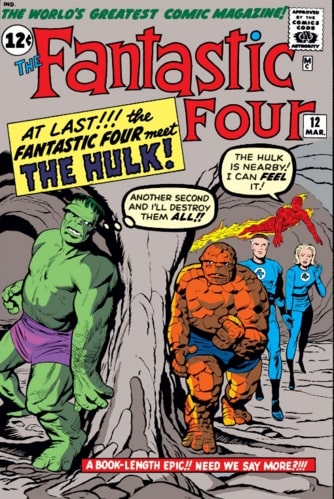 IND.
THE WORLD'S GREATEST COMIC MAGAZINE!
12¢
THE
Fantastic
Four
APPROVED
BY THE
COMICS
CODE
AUTHORITY
MC
12
MAR.
AT LAST!!! the
FANTASTIC FOUR meet
THE HULK!
THE HULK
IS NEARBY!
I CAN FEEL
IT!
ANOTHER SECOND
AND I'LL DESTROY
THEM ALL!!
4
4
A BOOK-LENGTH EPIC!! NEED WE SAY MORE?!!!